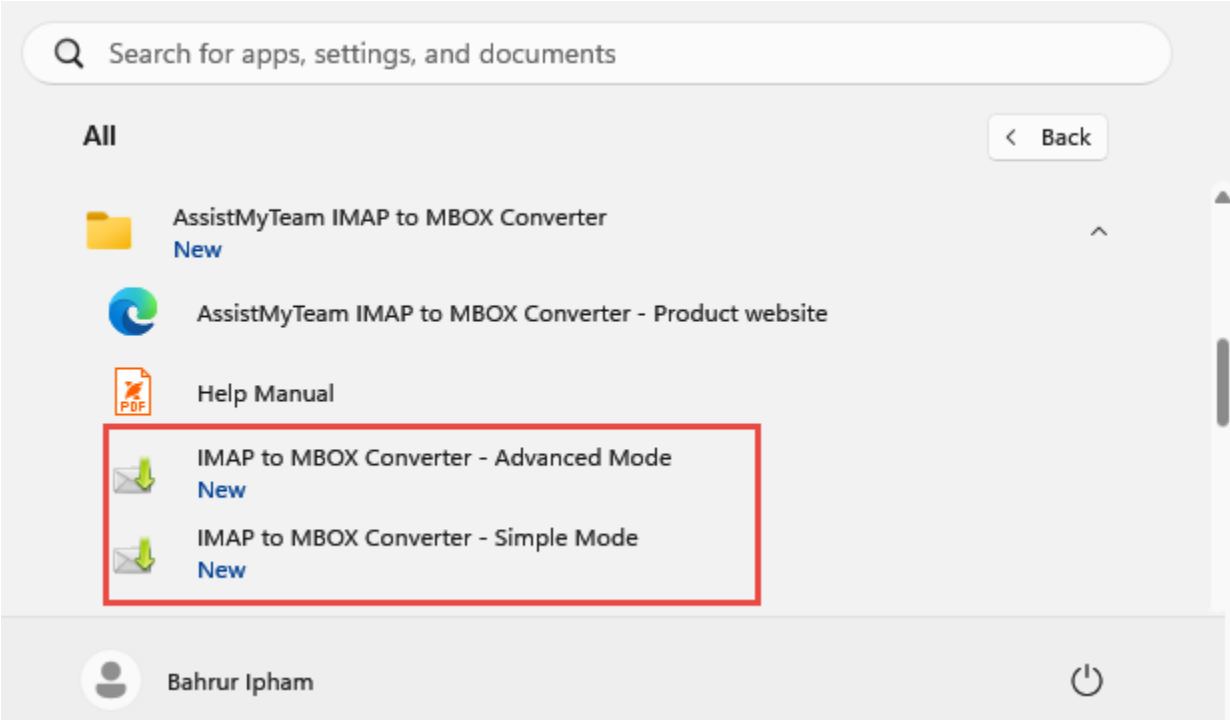 Search for apps, settings, and documents
All
Back
AssistMyTeam IMAP to MBOX Converter
New
AssistMyTeam IMAP to MBOX Converter - Product website
PDF
Help Manual
IMAP to MBOX Converter - Advanced Mode
New
IMAP to MBOX Converter - Simple Mode
New
Bahrur Ipham